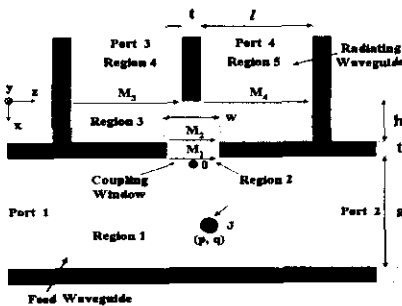 t l
Port 3 Port 4
Region 4 Region 5 Radiating
Waveguide
y z
x
M3 M4
Region 3 w h
M2
M1 t
Coupling 0 Region 2
Window
Port 1 J Port 2 g
Region 1 (p, q)
Feed Waveguide